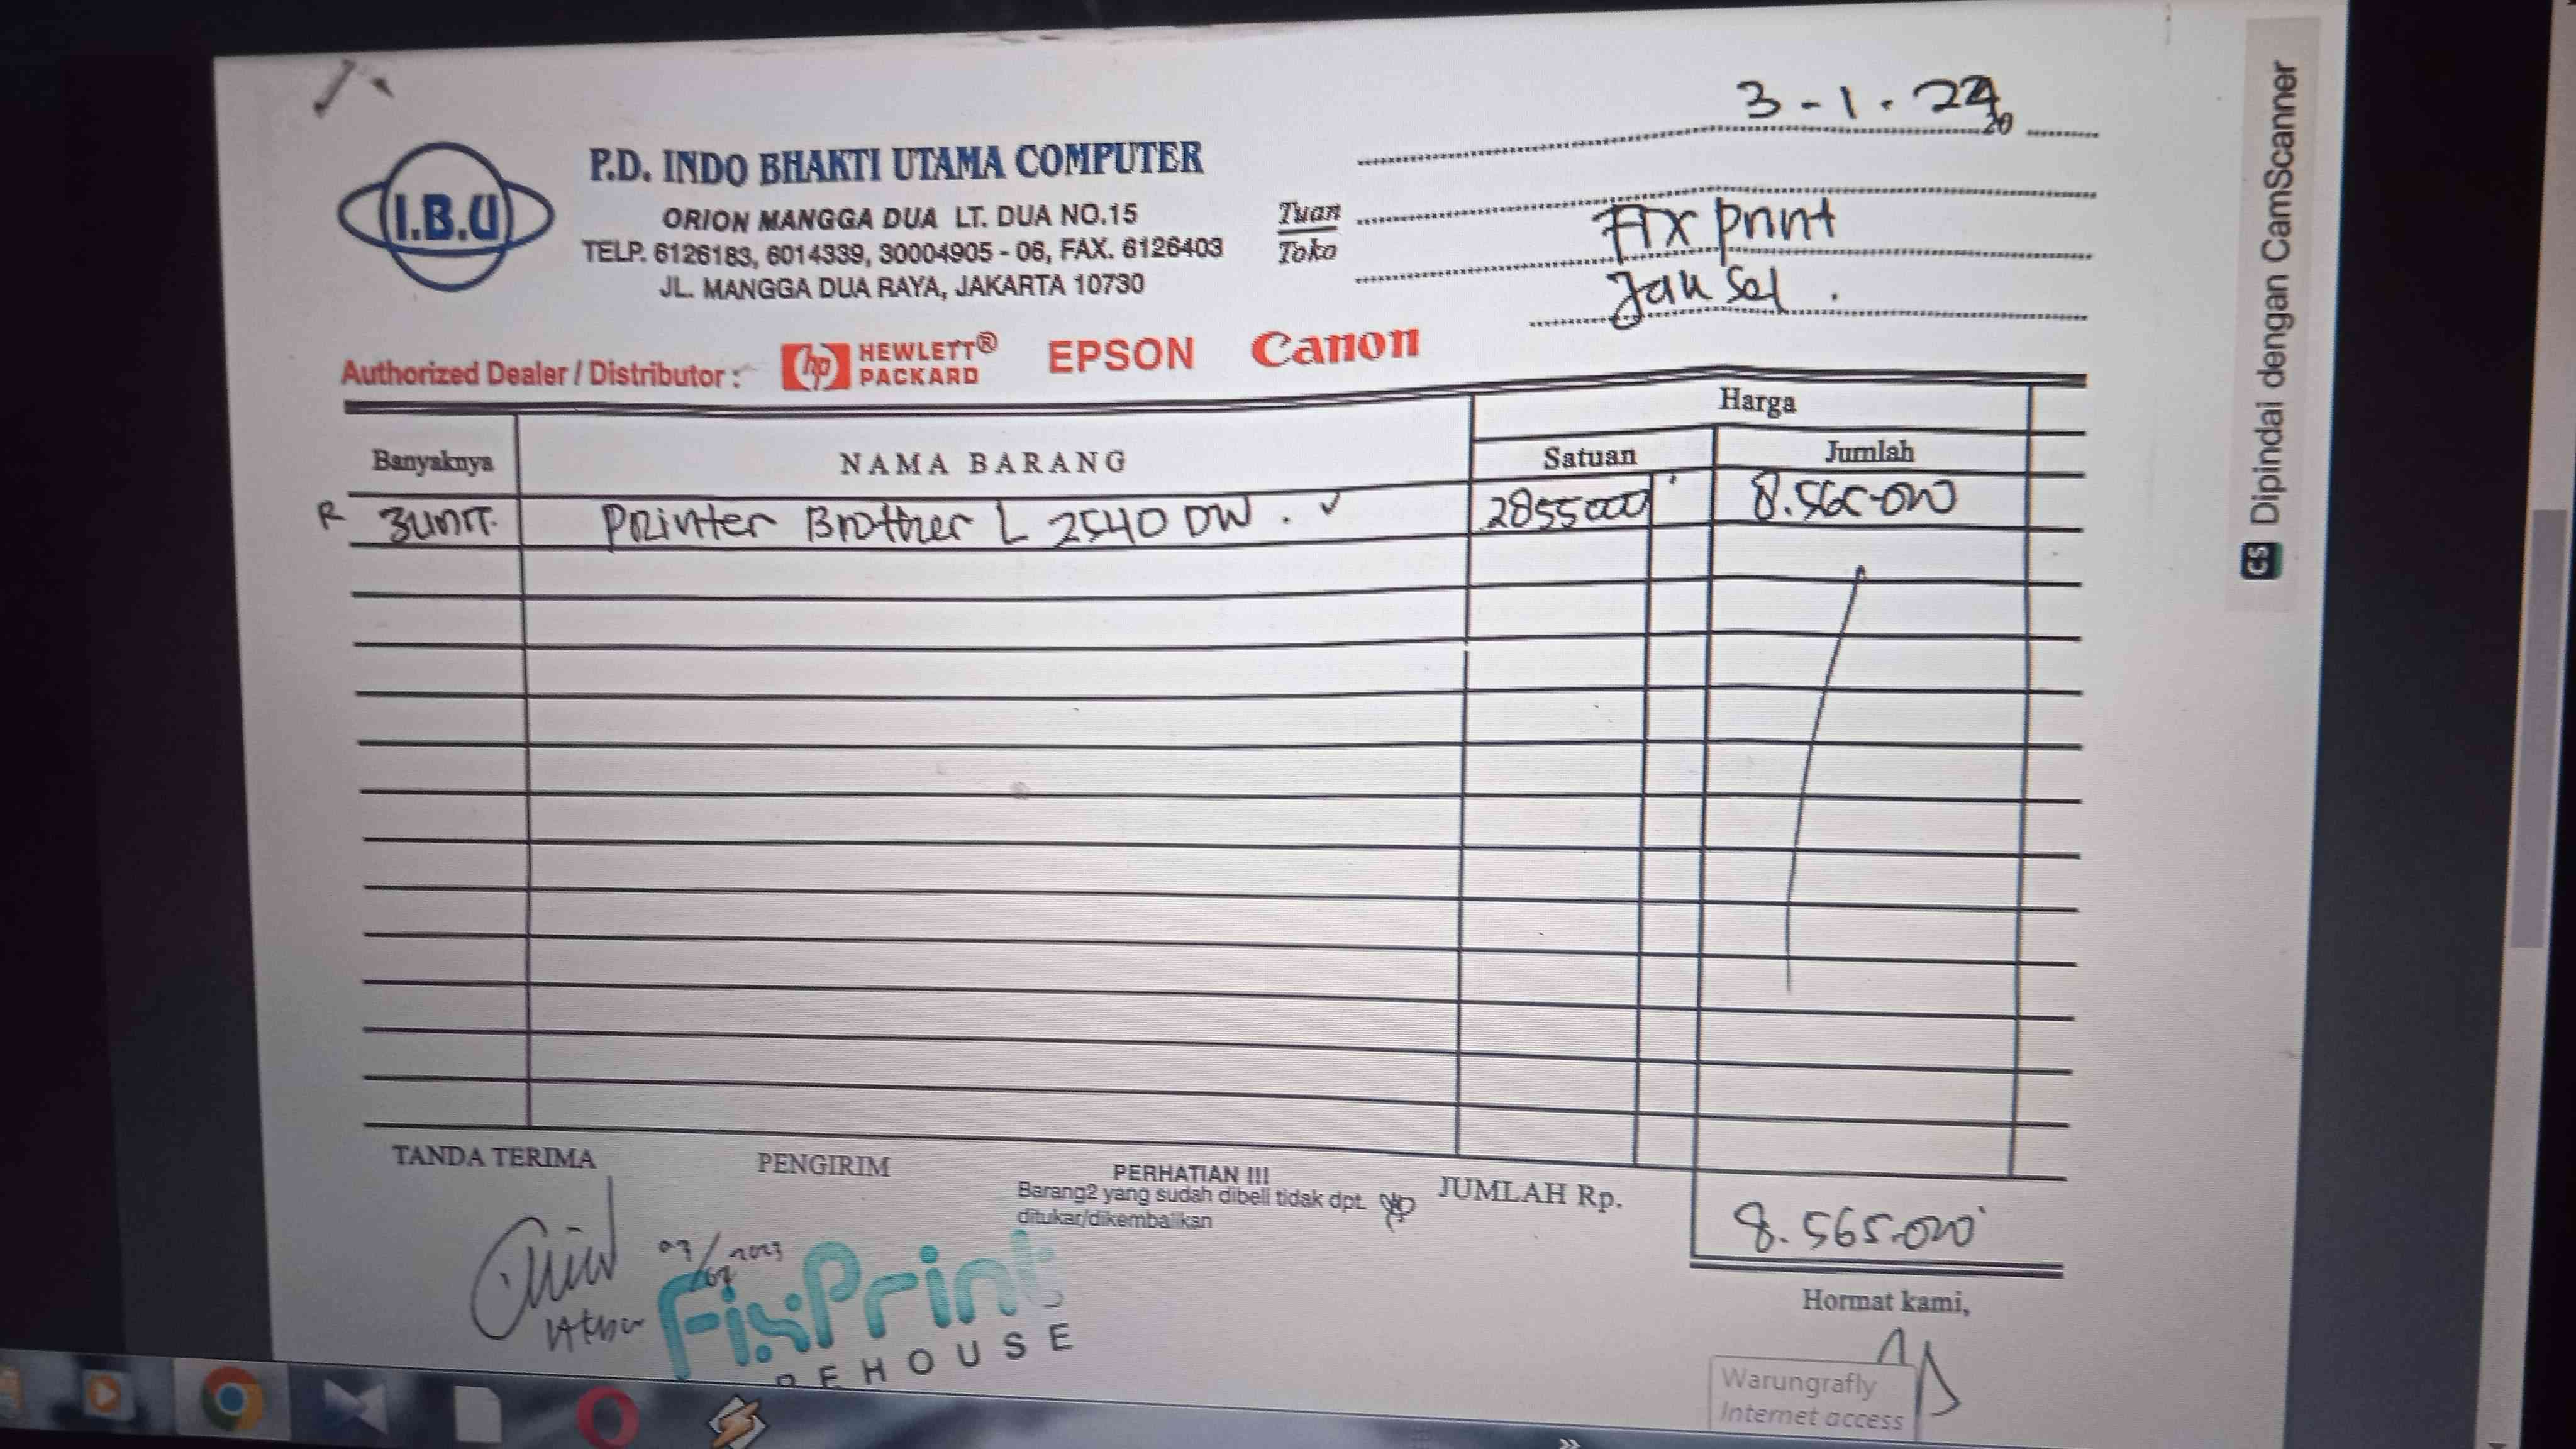 3-1-24
20
P.D. INDO BHAKTI UTAMA COMPUTER
I.B.U
ORION MANGGA DUA LT. DUA NO.15
TELP. 6126183, 6014339, 30004905 - 06, FAX. 6126403
JL. MANGGA DUA RAYA, JAKARTA 10730
Tuan
Toko
Fix print
Jak Sel.
Authorized Dealer / Distributor : hp HEWLETT® PACKARD EPSON Canon
Harga
Banyaknya NAMA BARANG Satuan Jumlah
R 3 unit. Printer Brother L 2540 DW. ✓ 2855000 8.565.000
TANDA TERIMA PENGIRIM PERHATIAN !!! JUMLAH Rp.
Barang2 yang sudah dibeli tidak dpt.
ditukar/dikembalikan
8.565.000
FixPrint
EHOUSE
Hormat kami,
Warungrafly
Internet access
CS Dipindai dengan CamScanner